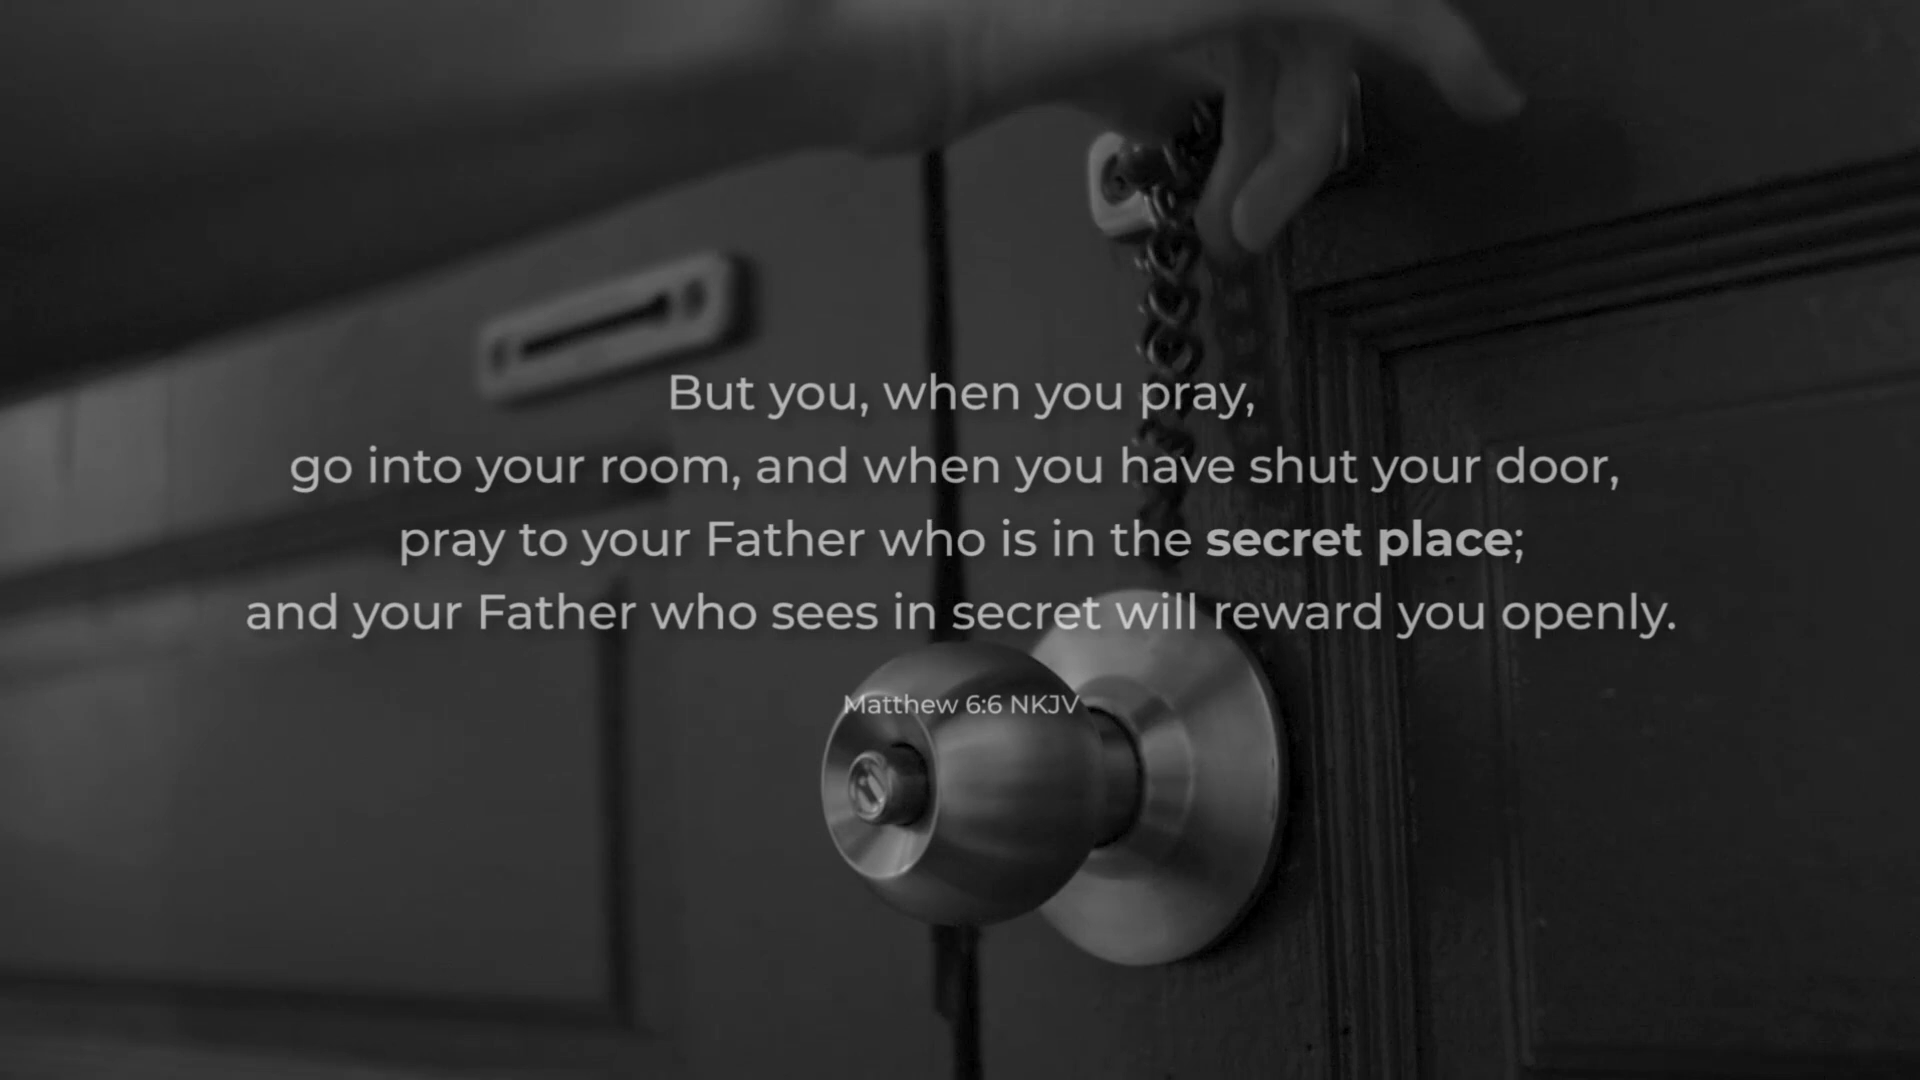 But you, when you pray,
go into your room, and when you have shut your door,
pray to your Father who is in the secret place;
and your Father who sees in secret will reward you openly.
Matthew 6:6 NKJV